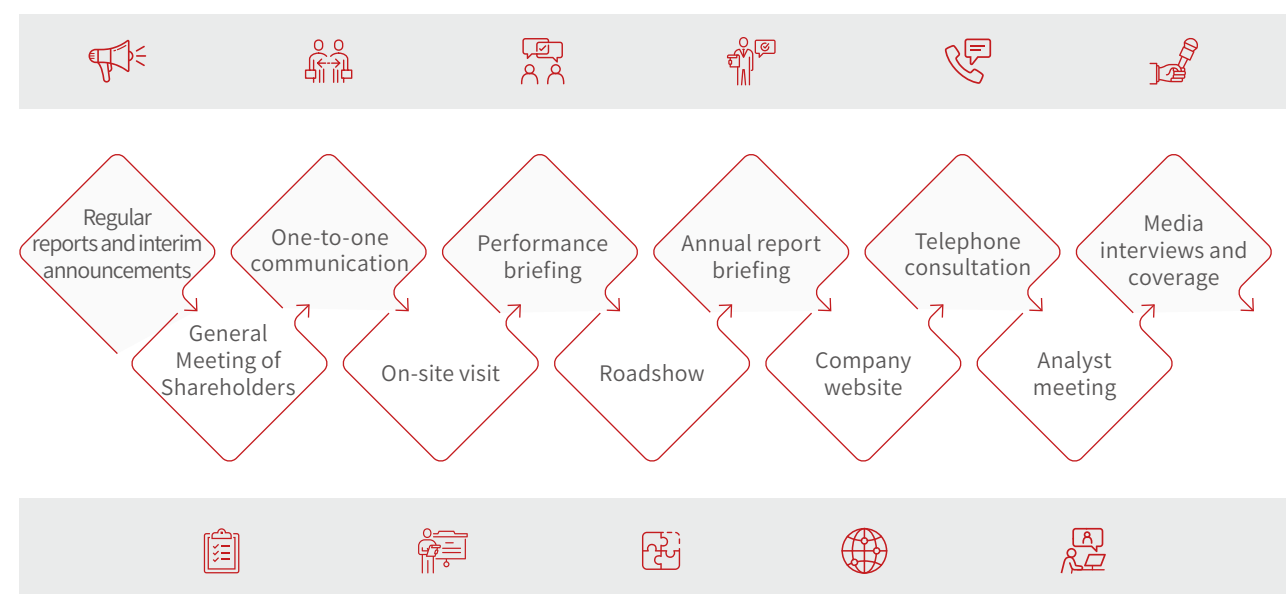 Regular
reports and interim
announcements
General
Meeting of
Shareholders
One-to-one
communication
On-site visit
Performance
briefing
Roadshow
Annual report
briefing
Company
website
Telephone
consultation
Analyst
meeting
Media
interviews and
coverage